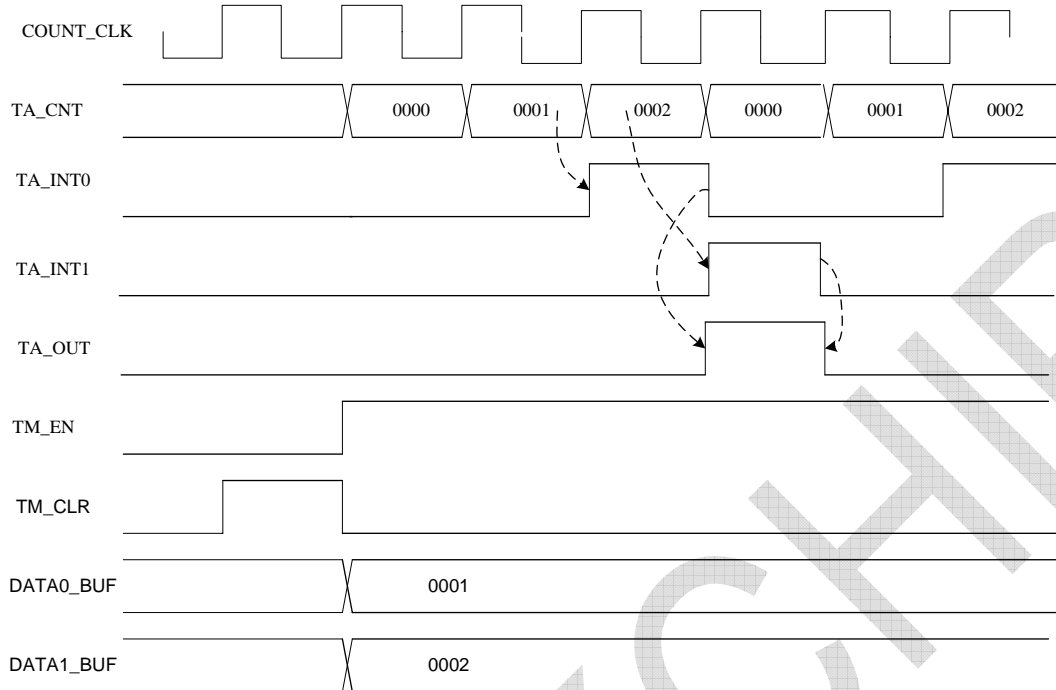 COUNT_CLK
TA_CNT 0000 0001 0002 0000 0001 0002
TA_INT0
TA_INT1
TA_OUT
TM_EN
TM_CLR
DATA0_BUF 0001
DATA1_BUF 0002